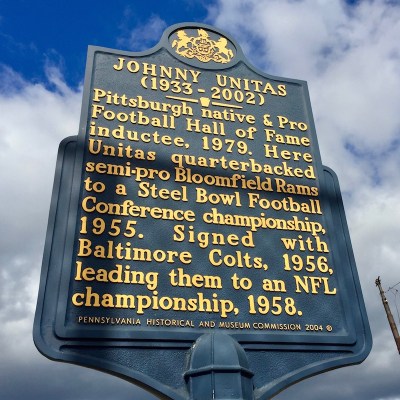 JOHNNY UNITAS
(1933-2002)
Pittsburgh native & Pro
Football Hall of Fame
inductee, 1979. Here
Unitas quarterbacked
semi-pro Bloomfield Rams
to a Steel Bowl Football
Conference championship,
1955. Signed with
Baltimore Colts, 1956,
leading them to an NFL
championship, 1958.
PENNSYLVANIA HISTORICAL AND MUSEUM COMMISSION 2004 ®